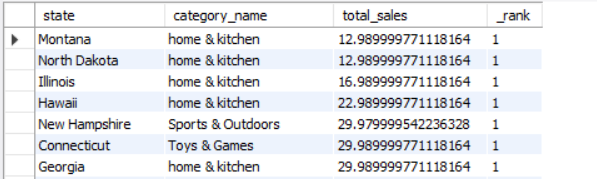 state category_name total_sales _rank
Montana home & kitchen 12.989999771118164 1
North Dakota home & kitchen 12.989999771118164 1
Illinois home & kitchen 16.989999771118164 1
Hawaii home & kitchen 22.989999771118164 1
New Hampshire Sports & Outdoors 29.979999542236328 1
Connecticut Toys & Games 29.989999771118164 1
Georgia home & kitchen 29.989999771118164 1